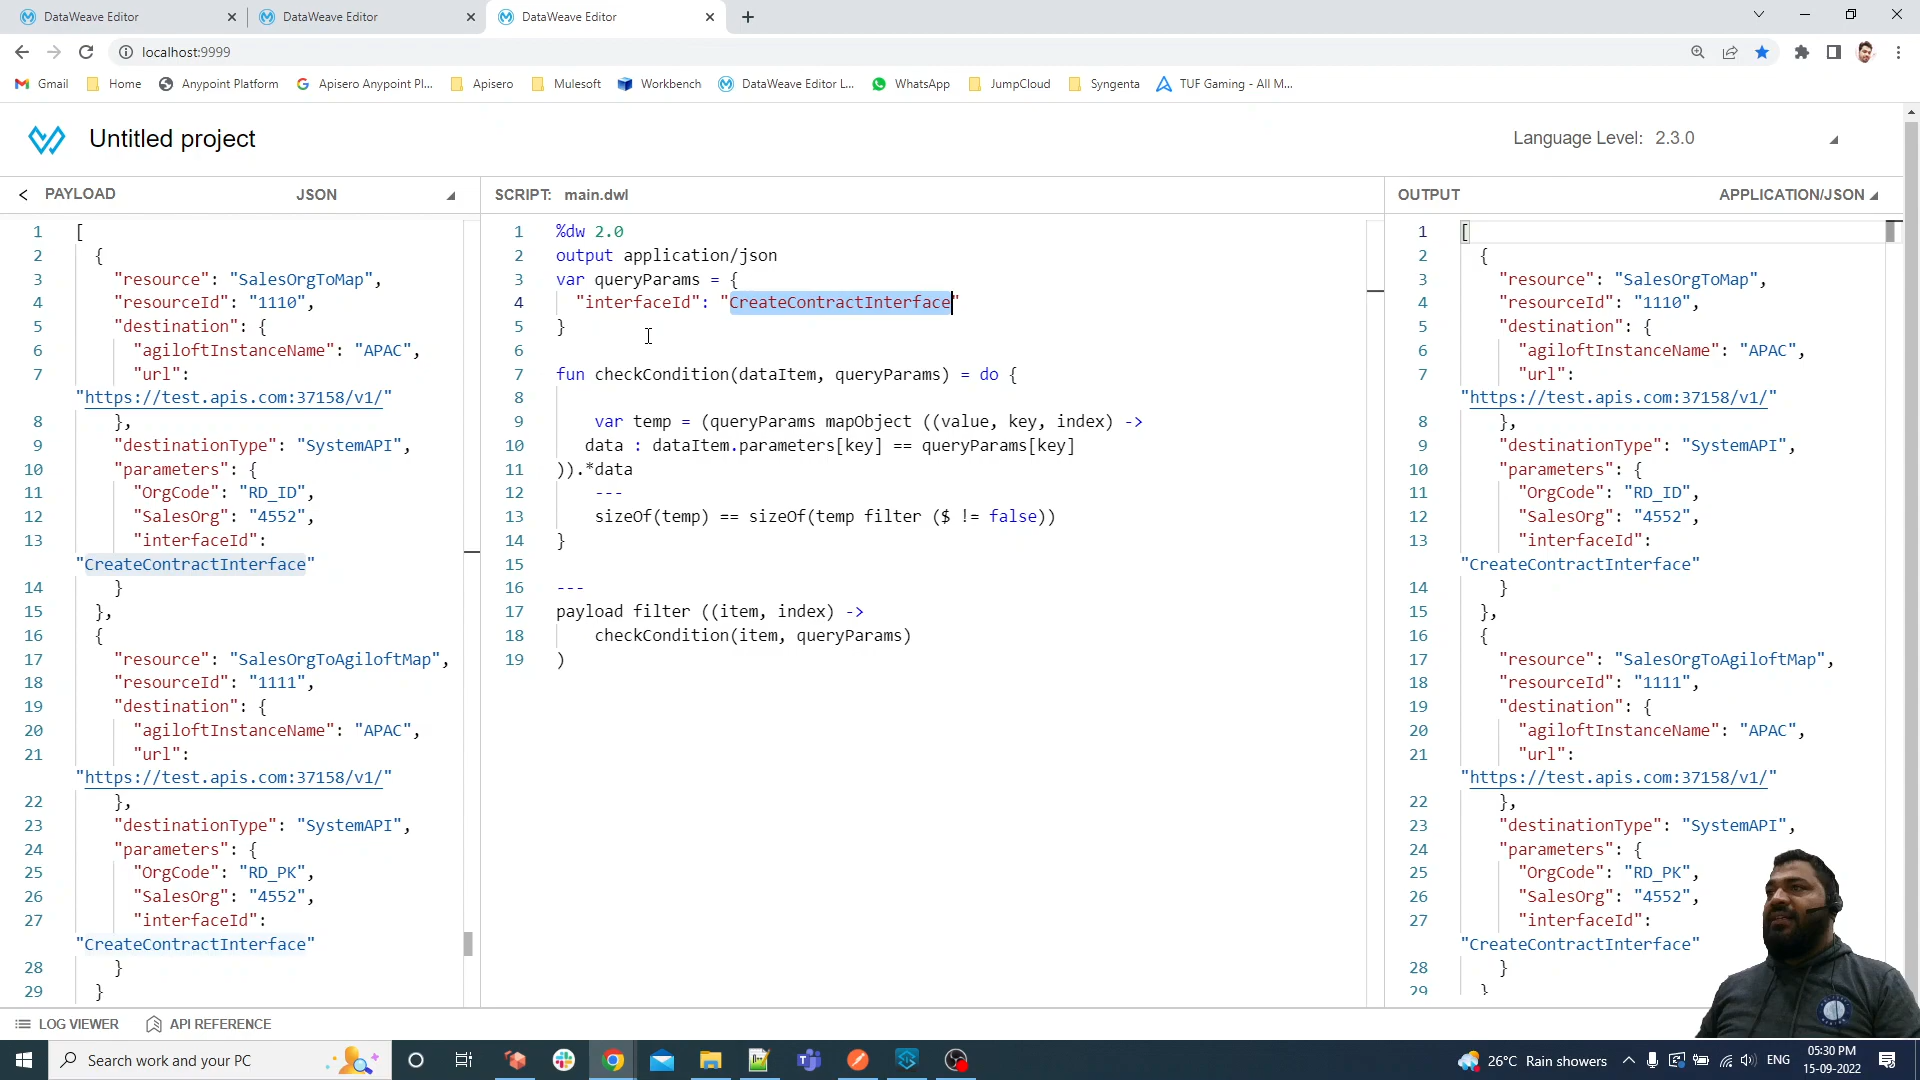 DataWeave Editor
DataWeave Editor
DataWeave Editor
localhost:9999
Gmail Home Anypoint Platform Apisero Anypoint Pl... Apisero Mulesoft Workbench DataWeave Editor L... WhatsApp JumpCloud Syngenta TUF Gaming - All M...
Untitled project
Language Level: 2.3.0
PAYLOAD JSON
1 [
2 {
3 "resource": "SalesOrgToMap",
4 "resourceId": "1110",
5 "destination": {
6 "agiloftInstanceName": "APAC",
7 "url":
"https://test.apis.com:37158/v1/"
8 },
9 "destinationType": "SystemAPI",
10 "parameters": {
11 "OrgCode": "RD_ID",
12 "SalesOrg": "4552",
13 "interfaceId":
"CreateContractInterface"
14 }
15 },
16 {
17 "resource": "SalesOrgToAgiloftMap",
18 "resourceId": "1111",
19 "destination": {
20 "agiloftInstanceName": "APAC",
21 "url":
"https://test.apis.com:37158/v1/"
22 },
23 "destinationType": "SystemAPI",
24 "parameters": {
25 "OrgCode": "RD_PK",
26 "SalesOrg": "4552",
27 "interfaceId":
"CreateContractInterface"
28 }
29 }
SCRIPT: main.dwl
1 %dw 2.0
2 output application/json
3 var queryParams = {
4 "interfaceId": "CreateContractInterface"
5 }
6
7 fun checkCondition(dataItem, queryParams) = do {
8
9 var temp = (queryParams mapObject ((value, key, index) ->
10 data : dataItem.parameters[key] == queryParams[key]
11 )).*data
12 ---
13 sizeOf(temp) == sizeOf(temp filter ($ != false))
14 }
15
16 ---
17 payload filter ((item, index) ->
18 checkCondition(item, queryParams)
19 )
OUTPUT APPLICATION/JSON
1 [
2 {
3 "resource": "SalesOrgToMap",
4 "resourceId": "1110",
5 "destination": {
6 "agiloftInstanceName": "APAC",
7 "url":
"https://test.apis.com:37158/v1/"
8 },
9 "destinationType": "SystemAPI",
10 "parameters": {
11 "OrgCode": "RD_ID",
12 "SalesOrg": "4552",
13 "interfaceId":
"CreateContractInterface"
14 }
15 },
16 {
17 "resource": "SalesOrgToAgiloftMap",
18 "resourceId": "1111",
19 "destination": {
20 "agiloftInstanceName": "APAC",
21 "url":
"https://test.apis.com:37158/v1/"
22 },
23 "destinationType": "SystemAPI",
24 "parameters": {
25 "OrgCode": "RD_PK",
26 "SalesOrg": "4552",
27 "interfaceId":
"CreateContractInterface"
28 }
29 }
LOG VIEWER API REFERENCE
Search work and your PC
26°C Rain showers
ENG
05:30 PM
15-09-2022